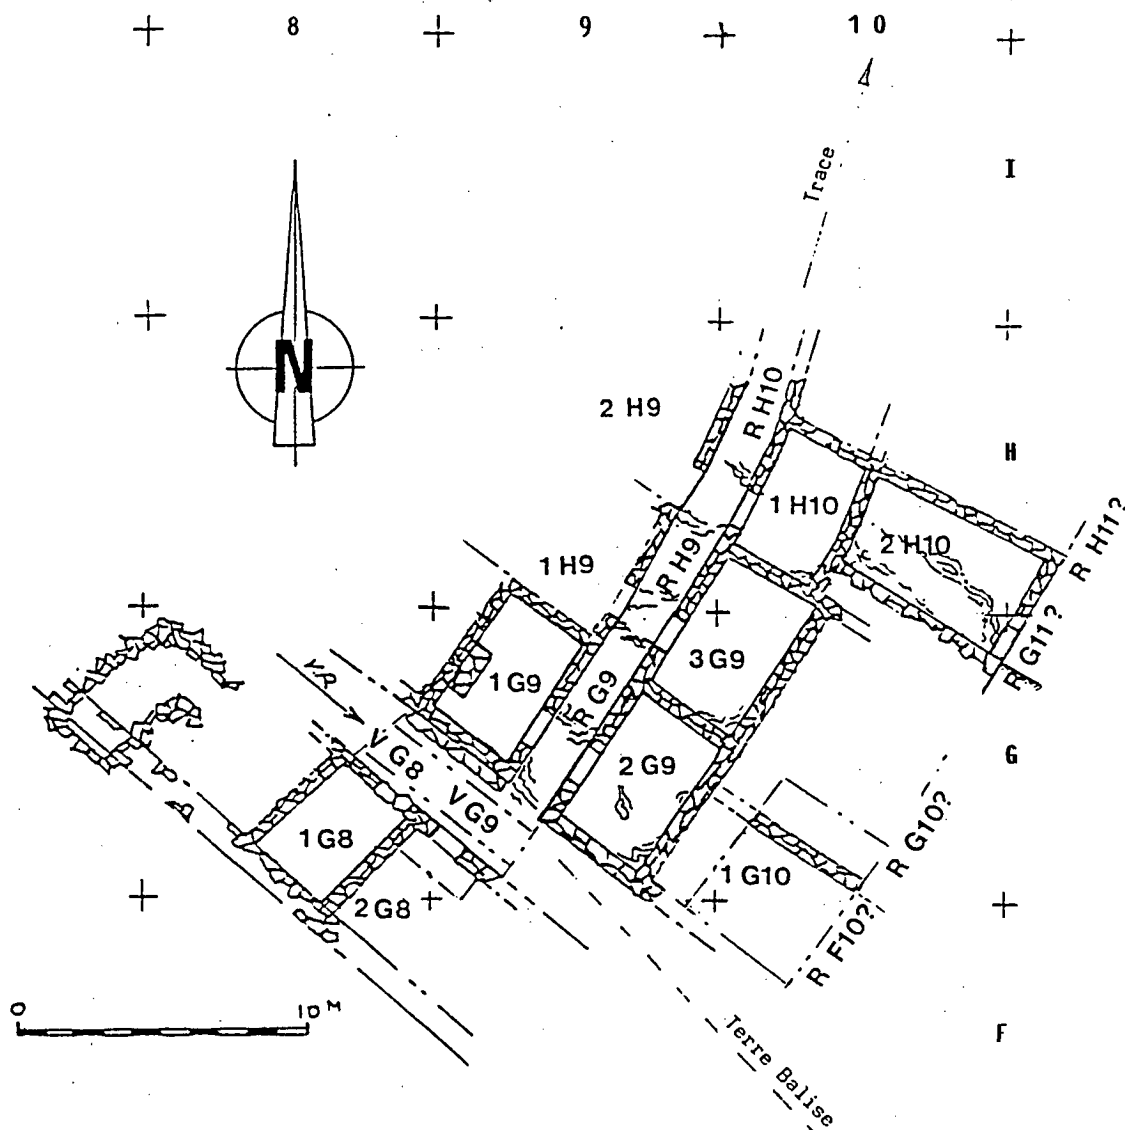 8 9 10
Trace
I
N
2 H9
R H10
H
1 H10
2 H10
R H11?
1 H9
R H9
3 G9
R G11?
1 G9
R G9
V.R
V G8
2 G9
G
V G9
1 G8
1 G10
R G10?
2 G8
R F10?
0 10 M
F
Terre Balise